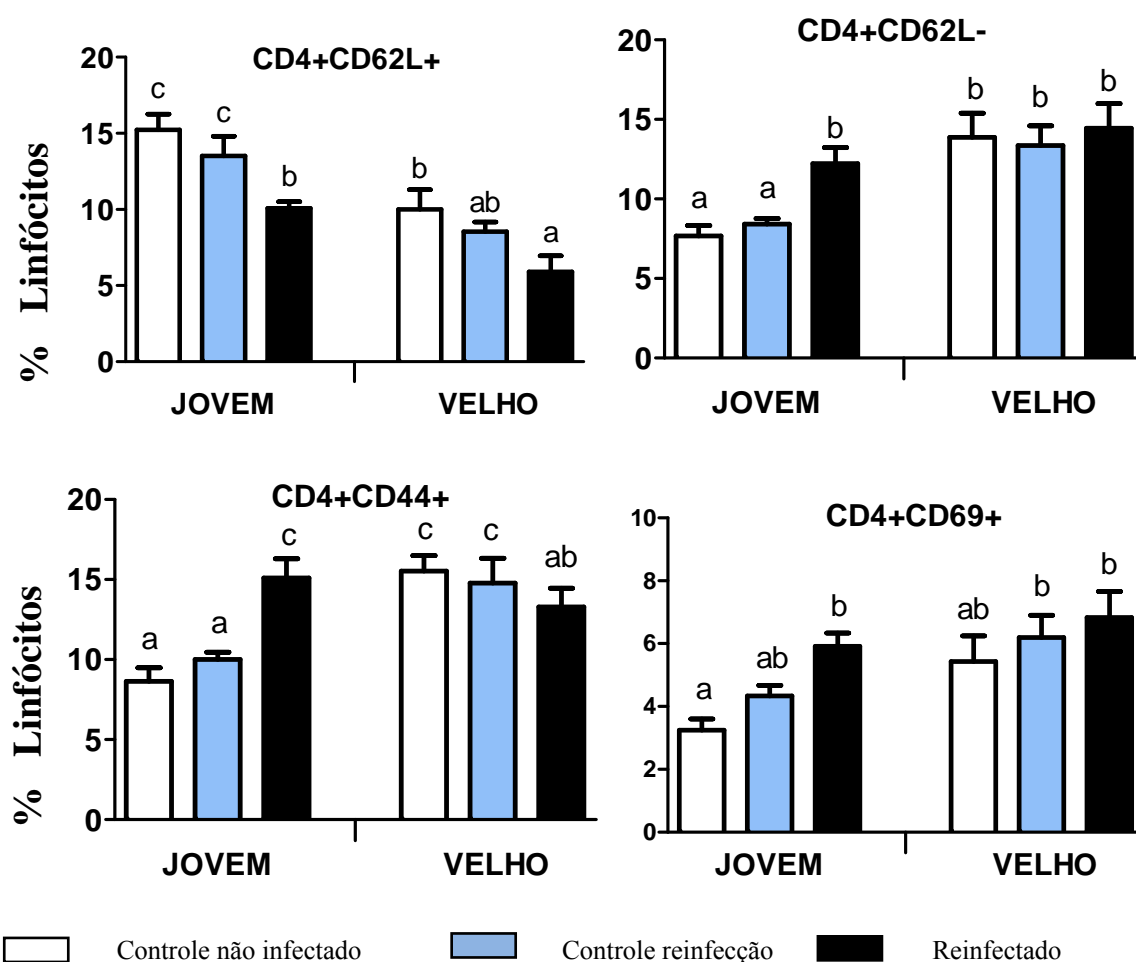 CD4+CD62L+
20
15
10
5
0
% Linfócitos
c
c
b
b
ab
a
JOVEM
VELHO
CD4+CD62L-
20
15
10
5
0
a
a
b
b
b
b
JOVEM
VELHO
CD4+CD44+
20
15
10
5
0
% Linfócitos
a
a
c
c
c
ab
JOVEM
VELHO
CD4+CD69+
10
8
6
4
2
0
a
ab
b
ab
b
b
JOVEM
VELHO
Controle não infectado
Controle reinfecção
Reinfectado